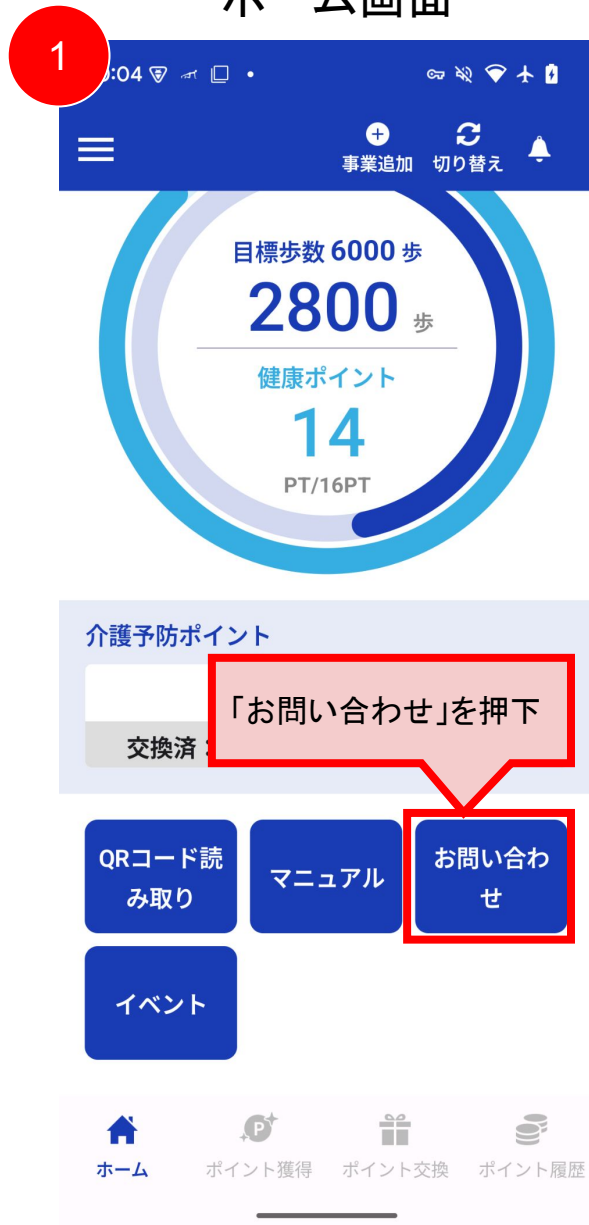 ホーム画面
1
:04
事業追加
切り替え
目標歩数 6000 歩
2800 歩
健康ポイント
14
PT/16PT
介護予防ポイント
「お問い合わせ」を押下
交換済
QRコード読
み取り
マニュアル
お問い合わ
せ
イベント
ホーム
ポイント獲得
ポイント交換
ポイント履歴